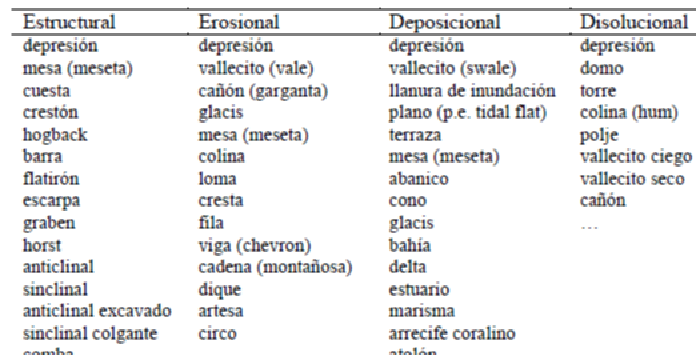 Estructural Erosional Deposicional Disolucional
depresión depresión depresión depresión
mesa (meseta) vallecito (vale) vallecito (swale) domo
cuesta cañón (garganta) llanura de inundación torre
crestón glacis plano (p.e. tidal flat) colina (hum)
hogback mesa (meseta) terraza polje
barra colina mesa (meseta) vallecito ciego
flatirón loma abanico vallecito seco
escarpa cresta cono cañón
graben fila glacis …
horst viga (chevron) bahía
anticlinal cadena (montañosa) delta
sinclinal dique estuario
anticlinal excavado artesa marisma
sinclinal colgante circo arrecife coralino
comba atolón